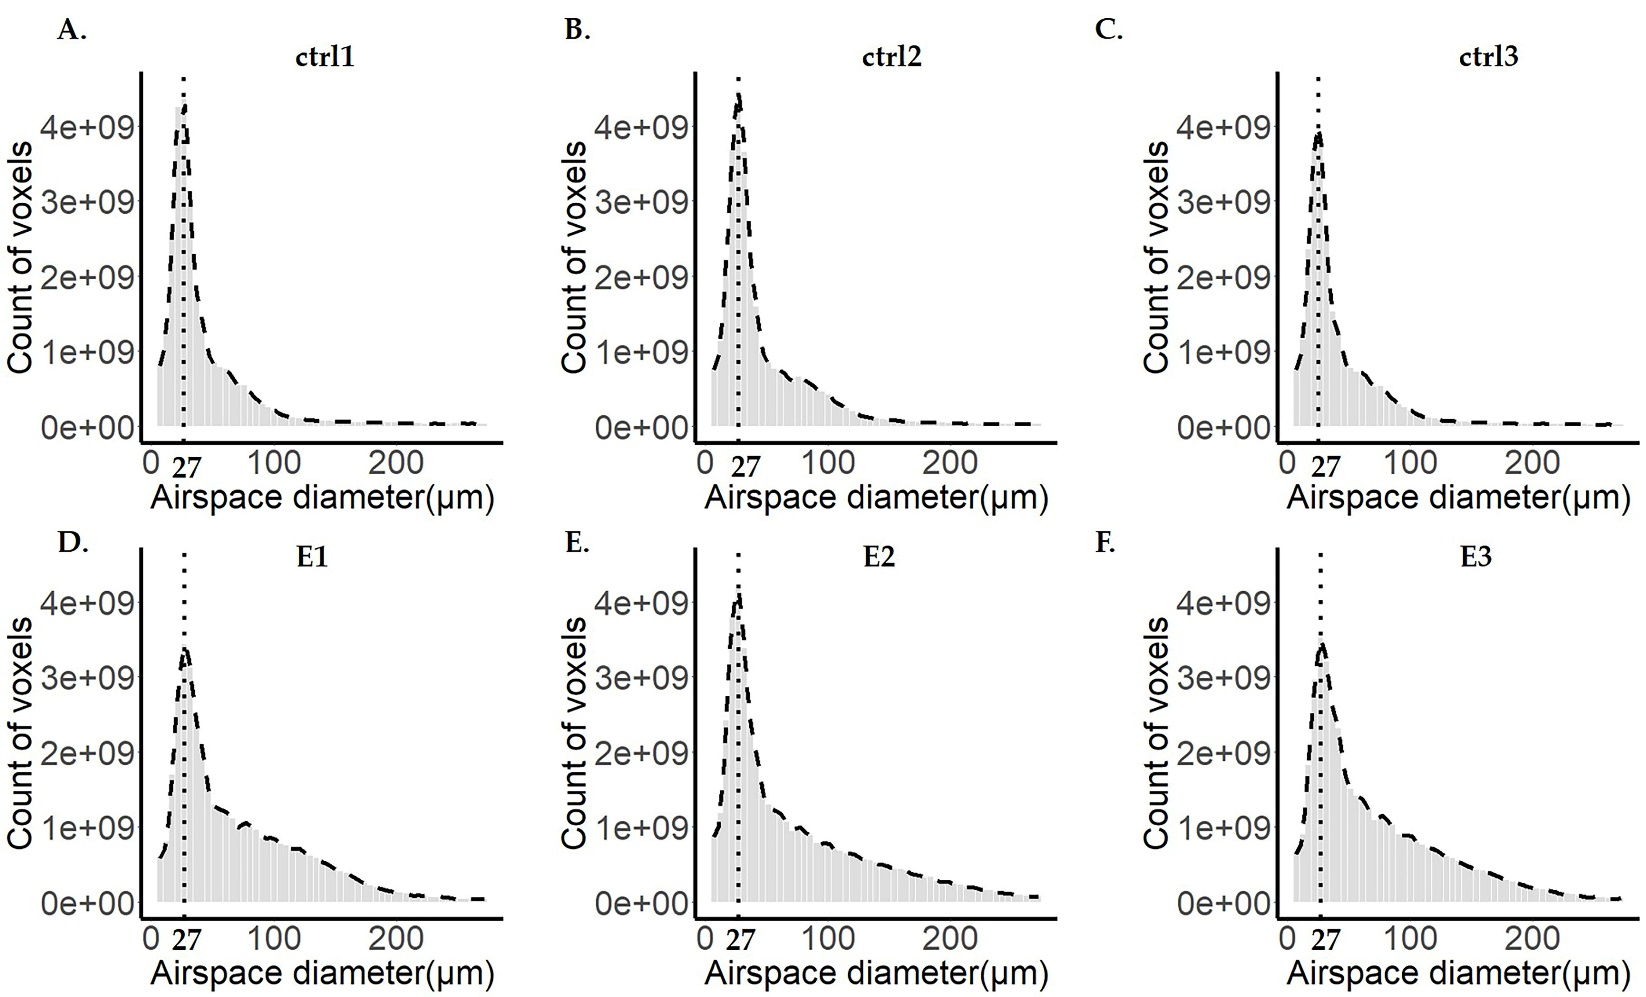 A.
ctrl1
B.
ctrl2
C.
ctrl3
Count of voxels
4e+09
3e+09
2e+09
1e+09
0e+00
0 27 100 200
Airspace diameter(µm)
Count of voxels
4e+09
3e+09
2e+09
1e+09
0e+00
0 27 100 200
Airspace diameter(µm)
Count of voxels
4e+09
3e+09
2e+09
1e+09
0e+00
0 27 100 200
Airspace diameter(µm)
D.
E1
E.
E2
F.
E3
Count of voxels
4e+09
3e+09
2e+09
1e+09
0e+00
0 27 100 200
Airspace diameter(µm)
Count of voxels
4e+09
3e+09
2e+09
1e+09
0e+00
0 27 100 200
Airspace diameter(µm)
Count of voxels
4e+09
3e+09
2e+09
1e+09
0e+00
0 27 100 200
Airspace diameter(µm)